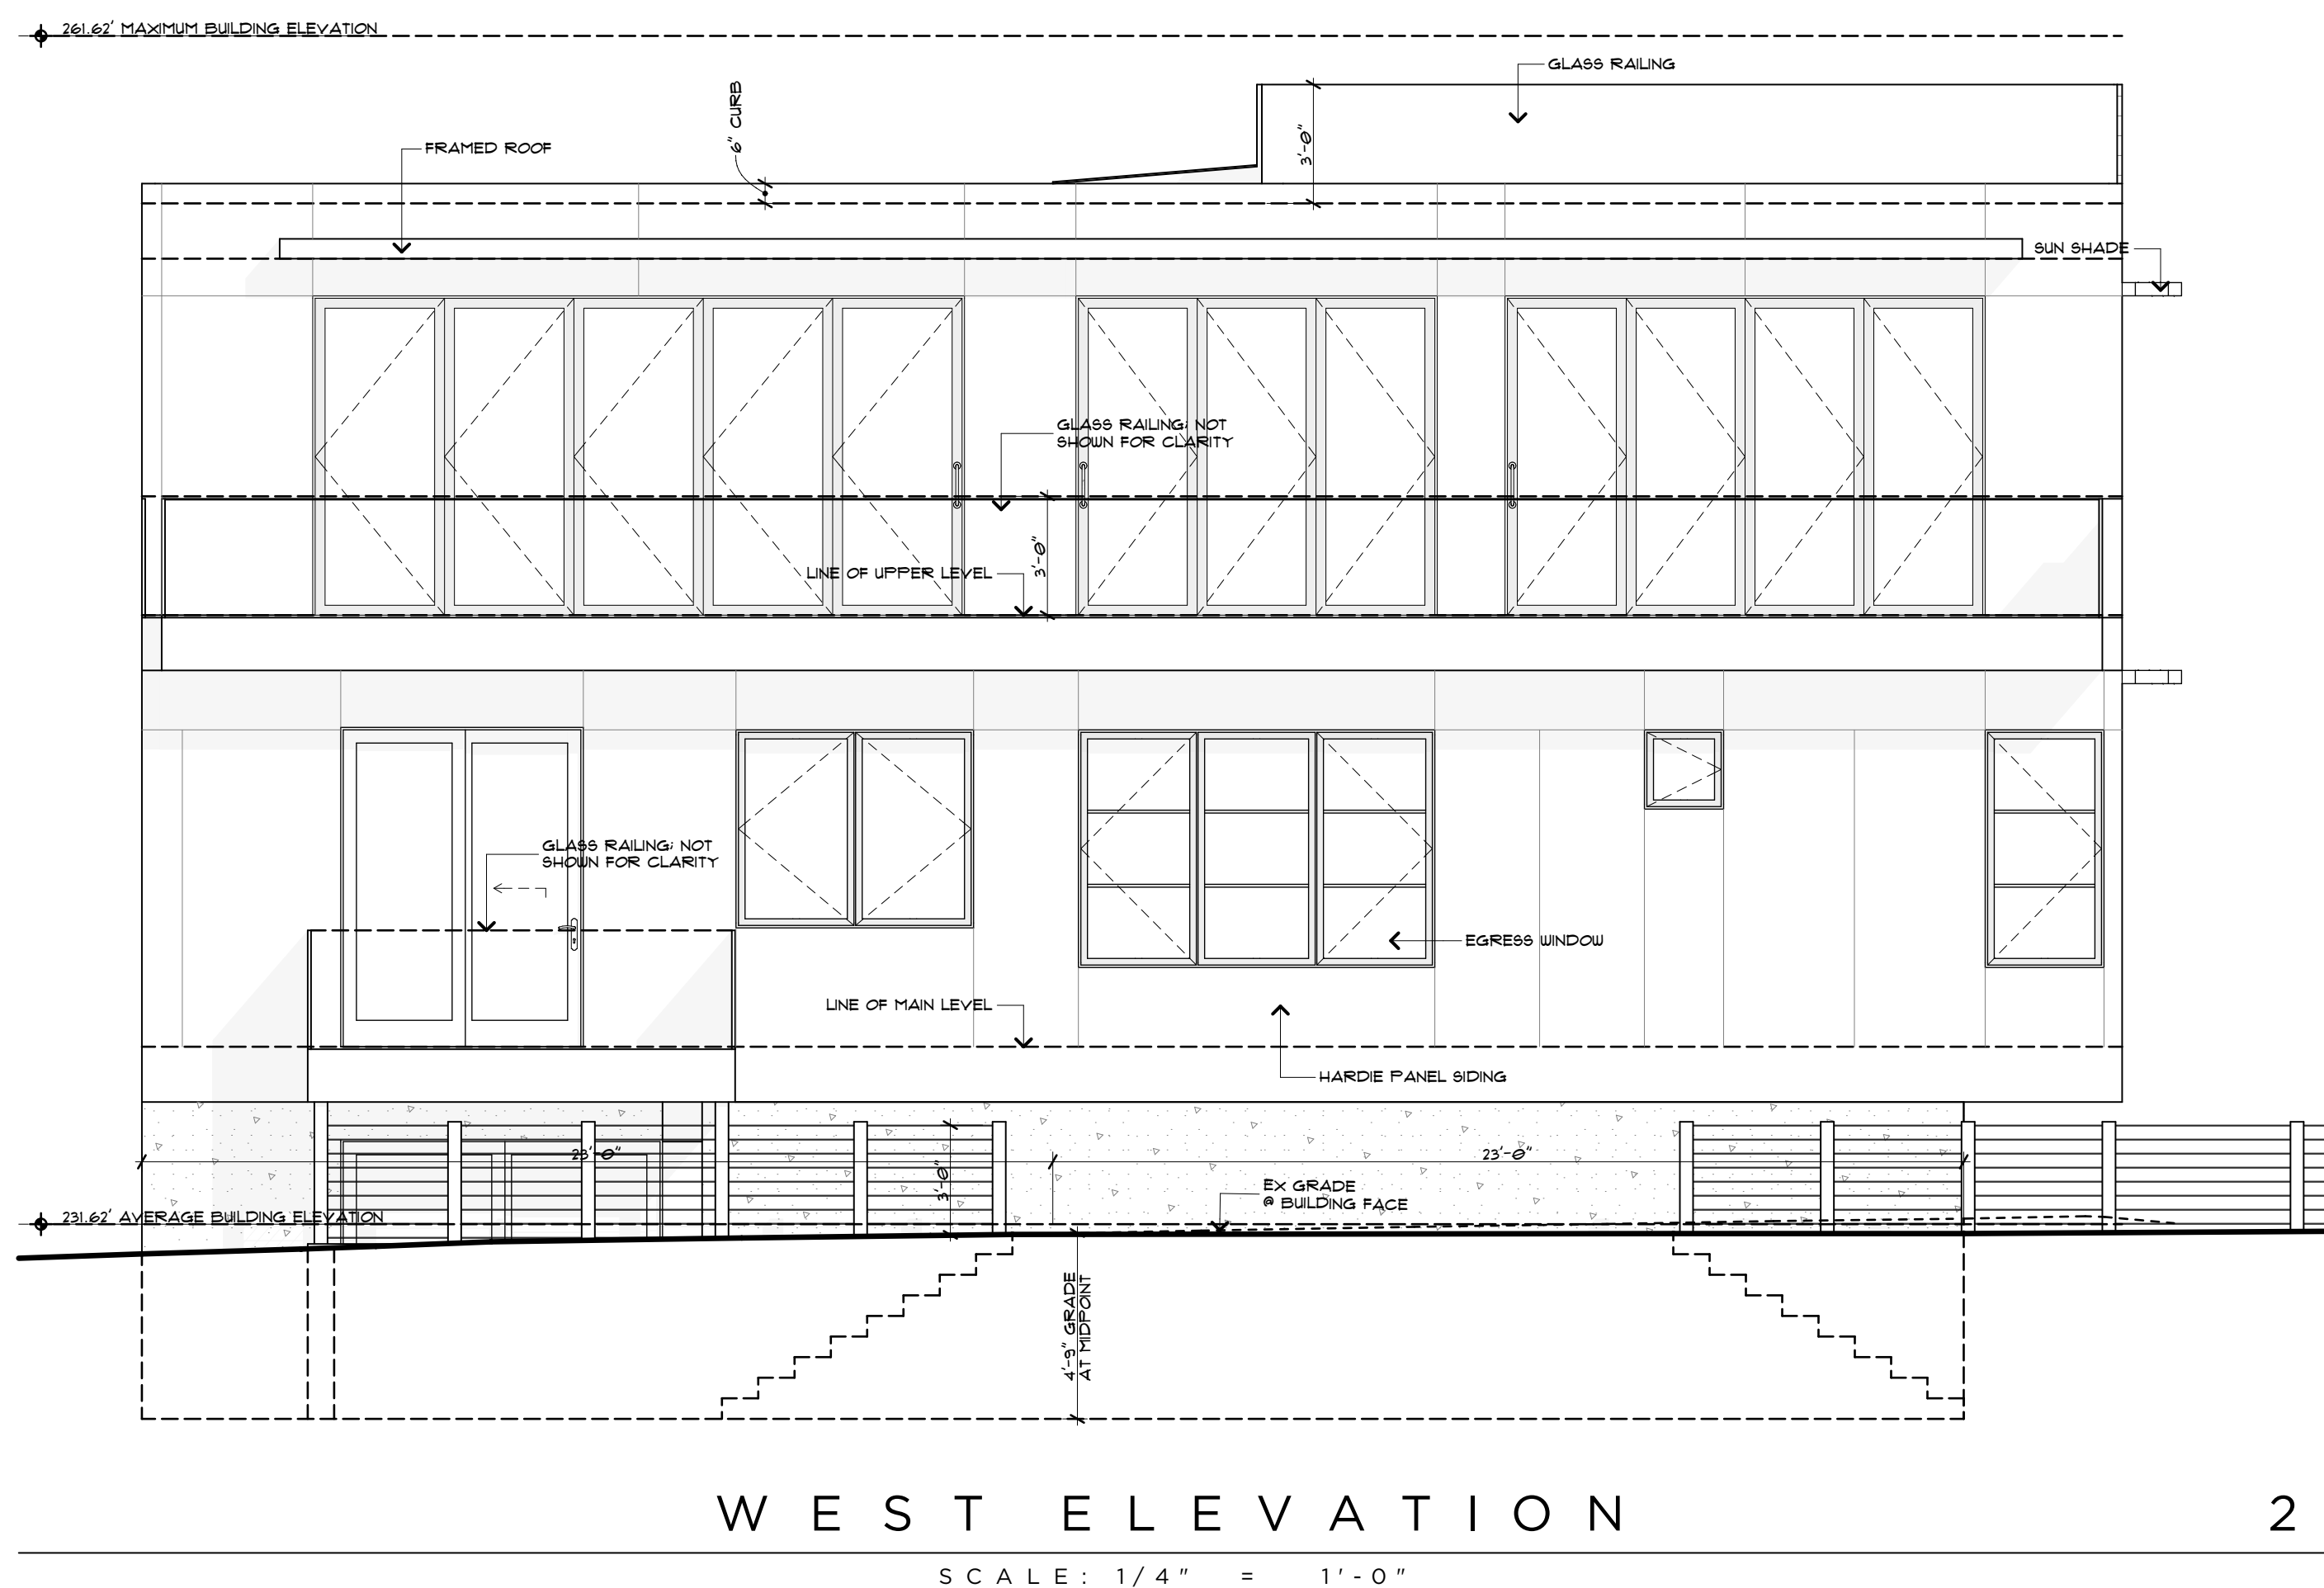 261.62' MAXIMUM BUILDING ELEVATION
GLASS RAILING
6" CURB
3'-0"
FRAMED ROOF
SUN SHADE
GLASS RAILING; NOT
SHOWN FOR CLARITY
3'-0"
LINE OF UPPER LEVEL
GLASS RAILING; NOT
SHOWN FOR CLARITY
EGRESS WINDOW
LINE OF MAIN LEVEL
HARDIE PANEL SIDING
23'-0"
3'-0"
23'-0"
EX GRADE
@ BUILDING FACE
231.62' AVERAGE BUILDING ELEVATION
4'-9" GRADE
AT MIDPOINT
WEST ELEVATION
2
SCALE: 1/4" = 1'-0"